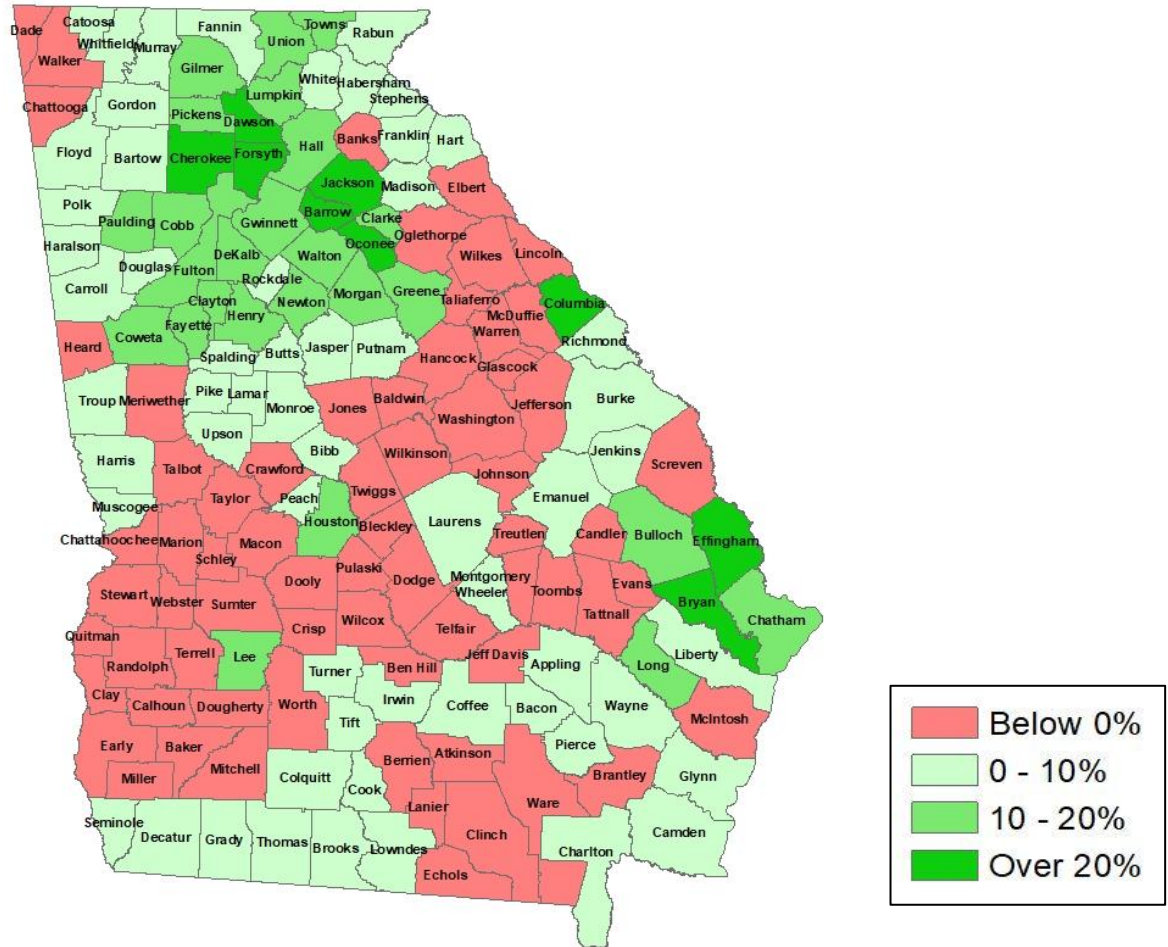 Dade
Catoosa
Whitfield
Murray
Fannin
Union
Towns
Rabun
Walker
Gilmer
White
Habersham
Stephens
Chattooga
Gordon
Pickens
Lumpkin
Dawson
Floyd
Bartow
Cherokee
Forsyth
Hall
Banks
Franklin
Hart
Jackson
Madison
Elbert
Polk
Paulding
Cobb
Gwinnett
Barrow
Clarke
Oconee
Oglethorpe
Haralson
Douglas
Fulton
DeKalb
Walton
Wilkes
Lincoln
Carroll
Rockdale
Clayton
Newton
Morgan
Greene
Taliaferro
McDuffie
Columbia
Heard
Coweta
Fayette
Henry
Warren
Richmond
Spalding
Butts
Jasper
Putnam
Hancock
Glascock
Troup
Meriwether
Pike
Lamar
Monroe
Jones
Baldwin
Washington
Jefferson
Burke
Upson
Bibb
Wilkinson
Jenkins
Screven
Harris
Talbot
Crawford
Johnson
Emanuel
Muscogee
Taylor
Peach
Houston
Twiggs
Bleckley
Laurens
Treutlen
Candler
Bulloch
Effingham
Chattahoochee
Marion
Schley
Macon
Dooly
Pulaski
Dodge
Montgomery
Wheeler
Toombs
Evans
Bryan
Chatham
Stewart
Webster
Sumter
Crisp
Wilcox
Telfair
Tattnall
Quitman
Randolph
Terrell
Lee
Turner
Ben Hill
Jeff Davis
Appling
Long
Liberty
Clay
Calhoun
Dougherty
Worth
Tift
Irwin
Coffee
Bacon
Wayne
McIntosh
Early
Baker
Mitchell
Berrien
Atkinson
Pierce
Brantley
Miller
Colquitt
Cook
Lanier
Ware
Glynn
Seminole
Decatur
Grady
Thomas
Brooks
Lowndes
Clinch
Echols
Charlton
Camden
Below 0%
0 - 10%
10 - 20%
Over 20%